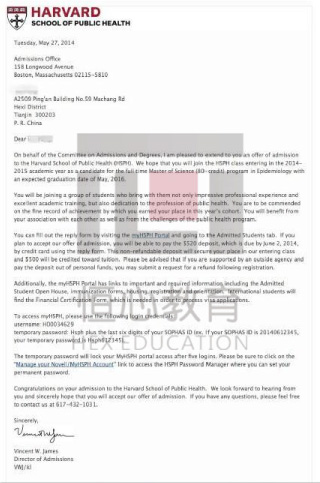 HARVARD
SCHOOL OF PUBLIC HEALTH
Tuesday, May 27, 2014
Admissions Office
158 Longwood Avenue
Boston, Massachusetts 02115-5810
A2509 Ping'an Building No.59 Machang Rd
Hexi District
Tianjin 300203
P. R. China
Dear
On behalf of the Committee on Admissions and Degrees, I am pleased to extend to you an offer of admission
to the Harvard School of Public Health (HSPH). We hope that you will join the HSPH class entering in the 2014-
2015 academic year as a candidate for the full time Master of Science (80-credit) program in Epidemiology with
an expected graduation date of May, 2016.
You will be joining a group of students who bring with them not only impressive professional experience and
excellent academic training, but also dedication to the profession of public health. You are to be commended
on the fine record of achievement by which you earned your place in this year's cohort. You will benefit from
your association with each other as well as from the challenges of the public health program.
You can fill out the reply form by visiting the myHSPH Portal and going to the Admitted Students tab. If you
plan to accept our offer of admission, you will be able to pay the $520 deposit, which is due by June 2, 2014,
by credit card using the reply form. This non-refundable deposit ensures your place in our entering class
and $500 will be credited toward tuition. Please be advised that if you are supported by an outside agency and
pay the deposit out of personal funds, you may submit a request for a refund following registration.
Additionally, the myHSPH Portal has links to important and required information including the Admitted
Student Open House, immunization forms, housing, registration and orientation. International students will
find the Financial Certification Form, which is needed in order to process visa applications.
To access myHSPH, please use the following login credentials:
username: H00034629
temporary password: Hsph plus the last six digits of your SOPHAS ID (ex. If your SOPHAS ID is 20140612345,
your temporary password is Hsph612345).
恒晓教育
HEX EDUCATION
The temporary password will lock your MyHSPH portal access after five logins. Please be sure to click on the
"Manage your Novell/MyHSPH Account" link to access the HSPH Password Manager where you can set your
permanent password.
Congratulations on your admission to the Harvard School of Public Health. We look forward to hearing from
you and sincerely hope that you will accept our offer of admission. If you have any questions, please feel free
to contact us at 617-432-1031.
Sincerely,
Vincent W. James
Director of Admissions
VWJ/kl